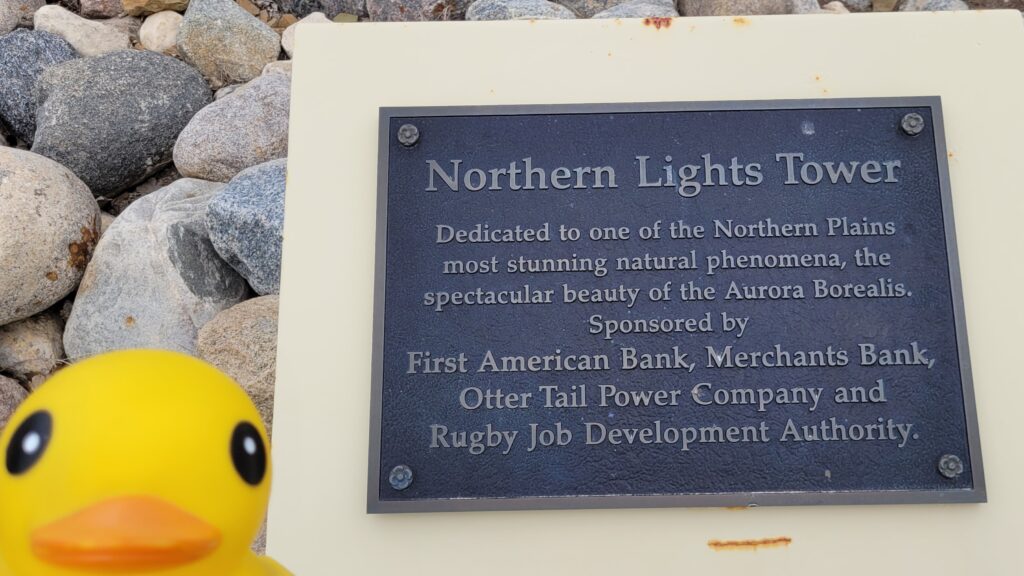 Northern Lights Tower
Dedicated to one of the Northern Plains
most stunning natural phenomena, the
spectacular beauty of the Aurora Borealis.
Sponsored by
First American Bank, Merchants Bank,
Otter Tail Power Company and
Rugby Job Development Authority.